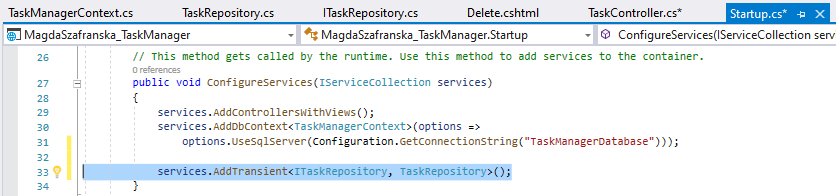 TaskManagerContext.cs TaskRepository.cs ITaskRepository.cs Delete.cshtml TaskController.cs* Startup.cs*
MagdaSzafranska_TaskManager MagdaSzafranska_TaskManager.Startup ConfigureServices(IServiceCollection serv
26 // This method gets called by the runtime. Use this method to add services to the container.
0 references
27 public void ConfigureServices(IServiceCollection services)
28 {
29 services.AddControllersWithViews();
30 services.AddDbContext<TaskManagerContext>(options =>
31 options.UseSqlServer(Configuration.GetConnectionString("TaskManagerDatabase")));
32
33 services.AddTransient<ITaskRepository, TaskRepository>();
34 }